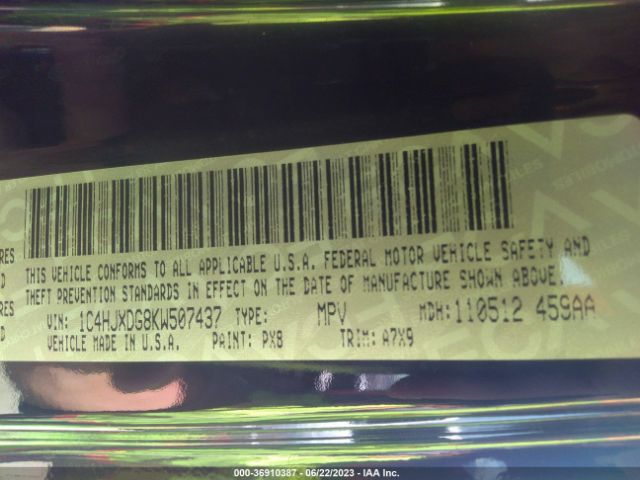 RES
THIS VEHICLE CONFORMS TO ALL APPLICABLE U.S.A. FEDERAL MOTOR VEHICLE SAFETY AND
D
THEFT PREVENTION STANDARDS IN EFFECT ON THE DATE OF MANUFACTURE SHOWN ABOVE.
RES
VIN: 1C4HJXDG8KW507437 TYPE: MPV MDH: 110512 459AA
D
VEHICLE MADE IN U.S.A. PAINT: PX8 TRIM: A7X9
000-36910387 - 06/22/2023 - IAA Inc.